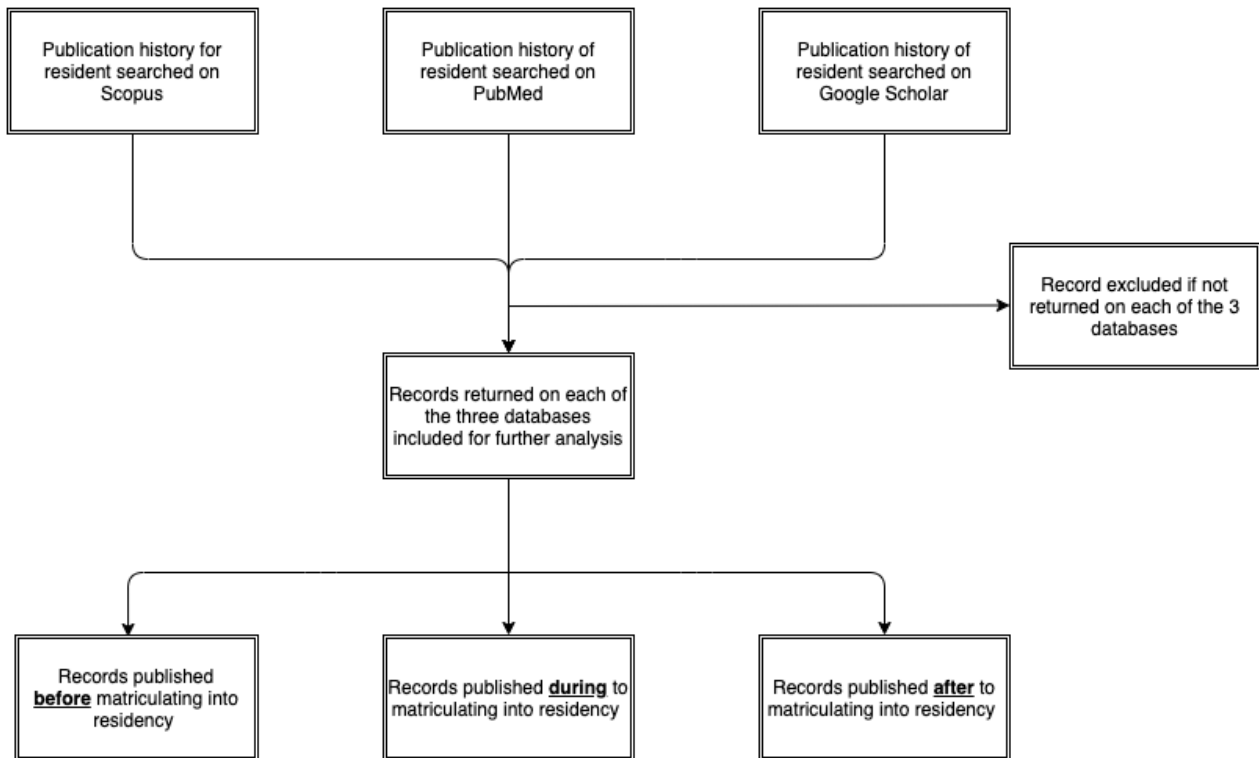 Publication history for
resident searched on
Scopus
Publication history of
resident searched on
PubMed
Publication history of
resident searched on
Google Scholar
Record excluded if not
returned on each of the 3
databases
Records returned on each of
the three databases
included for further analysis
Records published
before matriculating into
residency
Records published during to
matriculating into residency
Records published after to
matriculating into residency